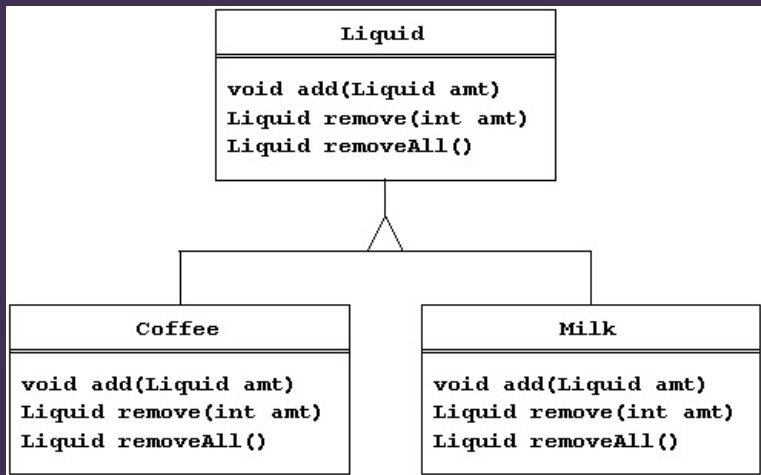 Liquid
void add(Liquid amt)
Liquid remove(int amt)
Liquid removeAll()
Coffee
void add(Liquid amt)
Liquid remove(int amt)
Liquid removeAll()
Milk
void add(Liquid amt)
Liquid remove(int amt)
Liquid removeAll()